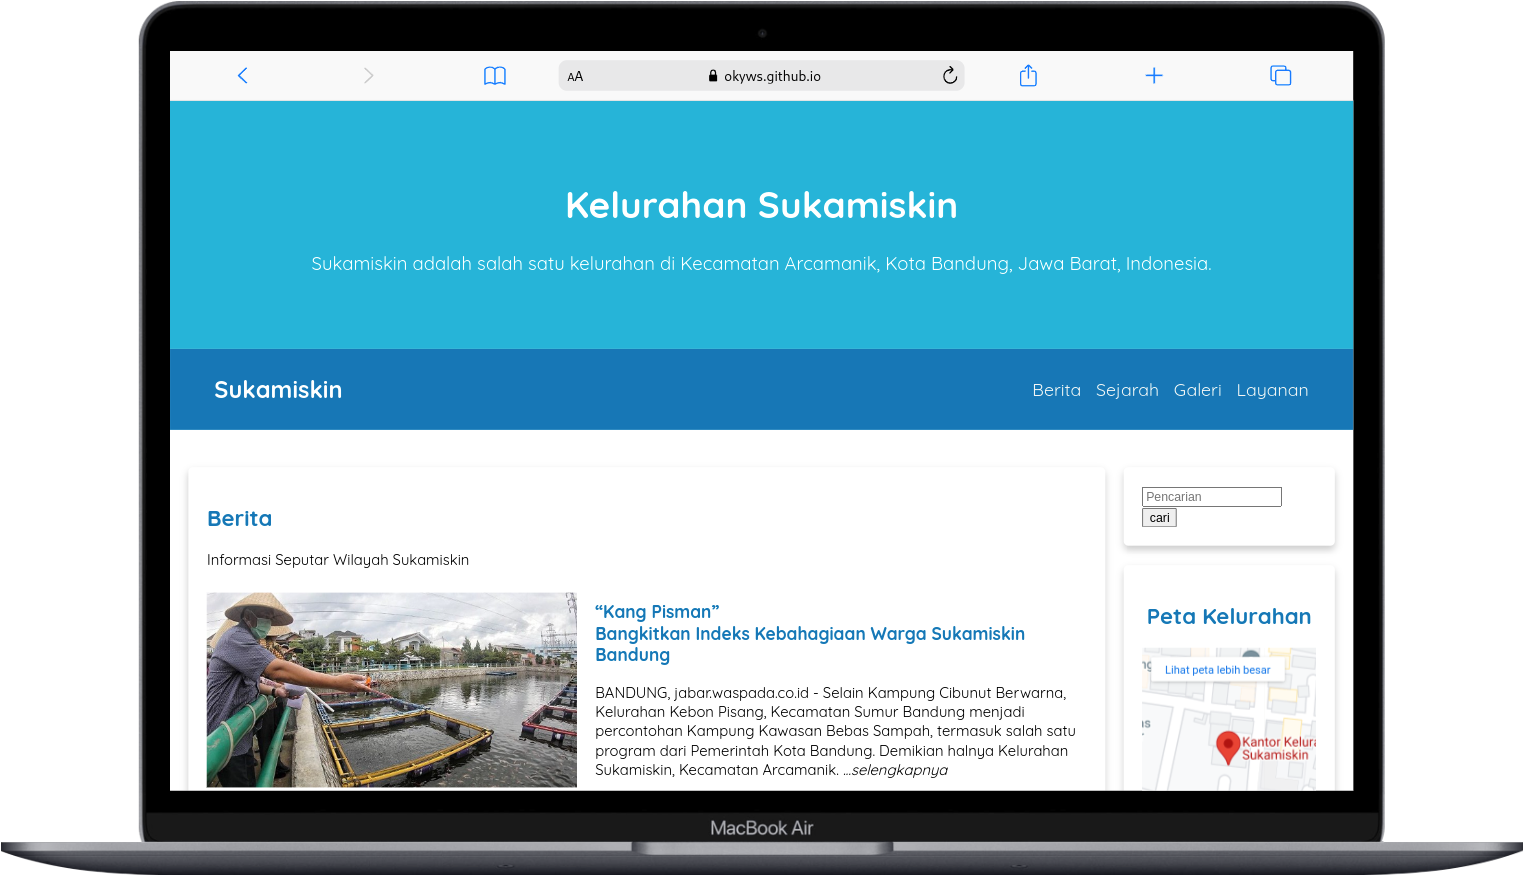 AA okyws.github.io
Kelurahan Sukamiskin
Sukamiskin adalah salah satu kelurahan di Kecamatan Arcamanik, Kota Bandung, Jawa Barat, Indonesia.
Sukamiskin
Berita Sejarah Galeri Layanan
Berita
Informasi Seputar Wilayah Sukamiskin
“Kang Pisman”
Bangkitkan Indeks Kebahagiaan Warga Sukamiskin
Bandung
BANDUNG, jabar.waspada.co.id - Selain Kampung Cibunut Berwarna,
Kelurahan Kebon Pisang, Kecamatan Sumur Bandung menjadi
percontohan Kampung Kawasan Bebas Sampah, termasuk salah satu
program dari Pemerintah Kota Bandung. Demikian halnya Kelurahan
Sukamiskin, Kecamatan Arcamanik. ...selengkapnya
Pencarian
cari
Peta Kelurahan
Lihat peta lebih besar
Kantor Kelura
Sukamiskin
MacBook Air